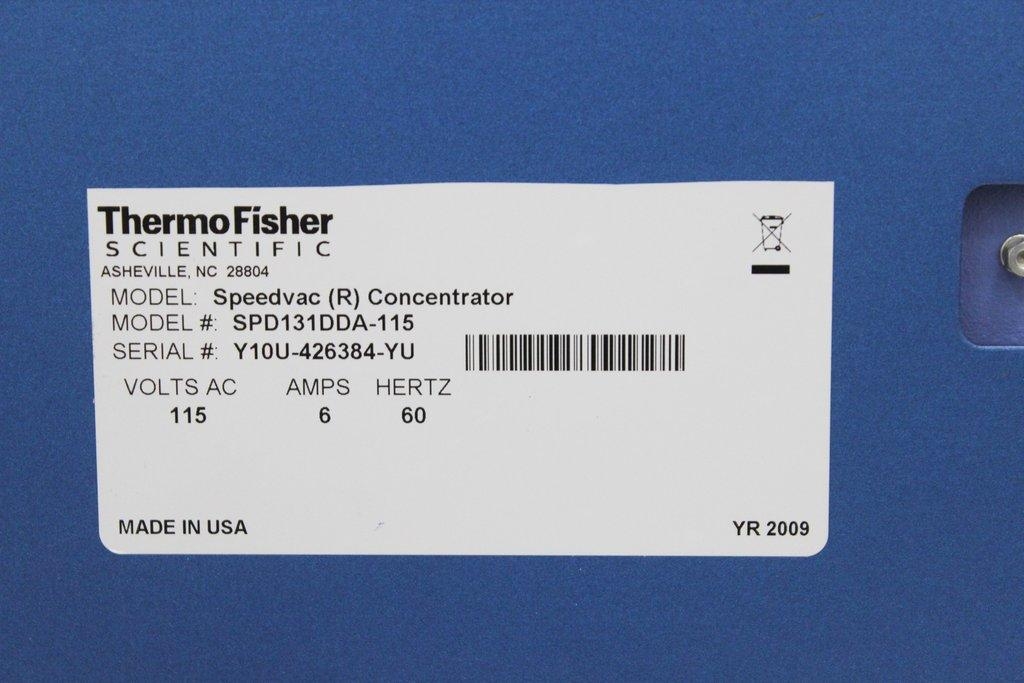 ThermoFisher
SCIENTIFIC
ASHEVILLE, NC 28804
MODEL: Speedvac (R) Concentrator
MODEL #: SPD131DDA-115
SERIAL #: Y10U-426384-YU
VOLTS AC AMPS HERTZ
115 6 60
MADE IN USA YR 2009